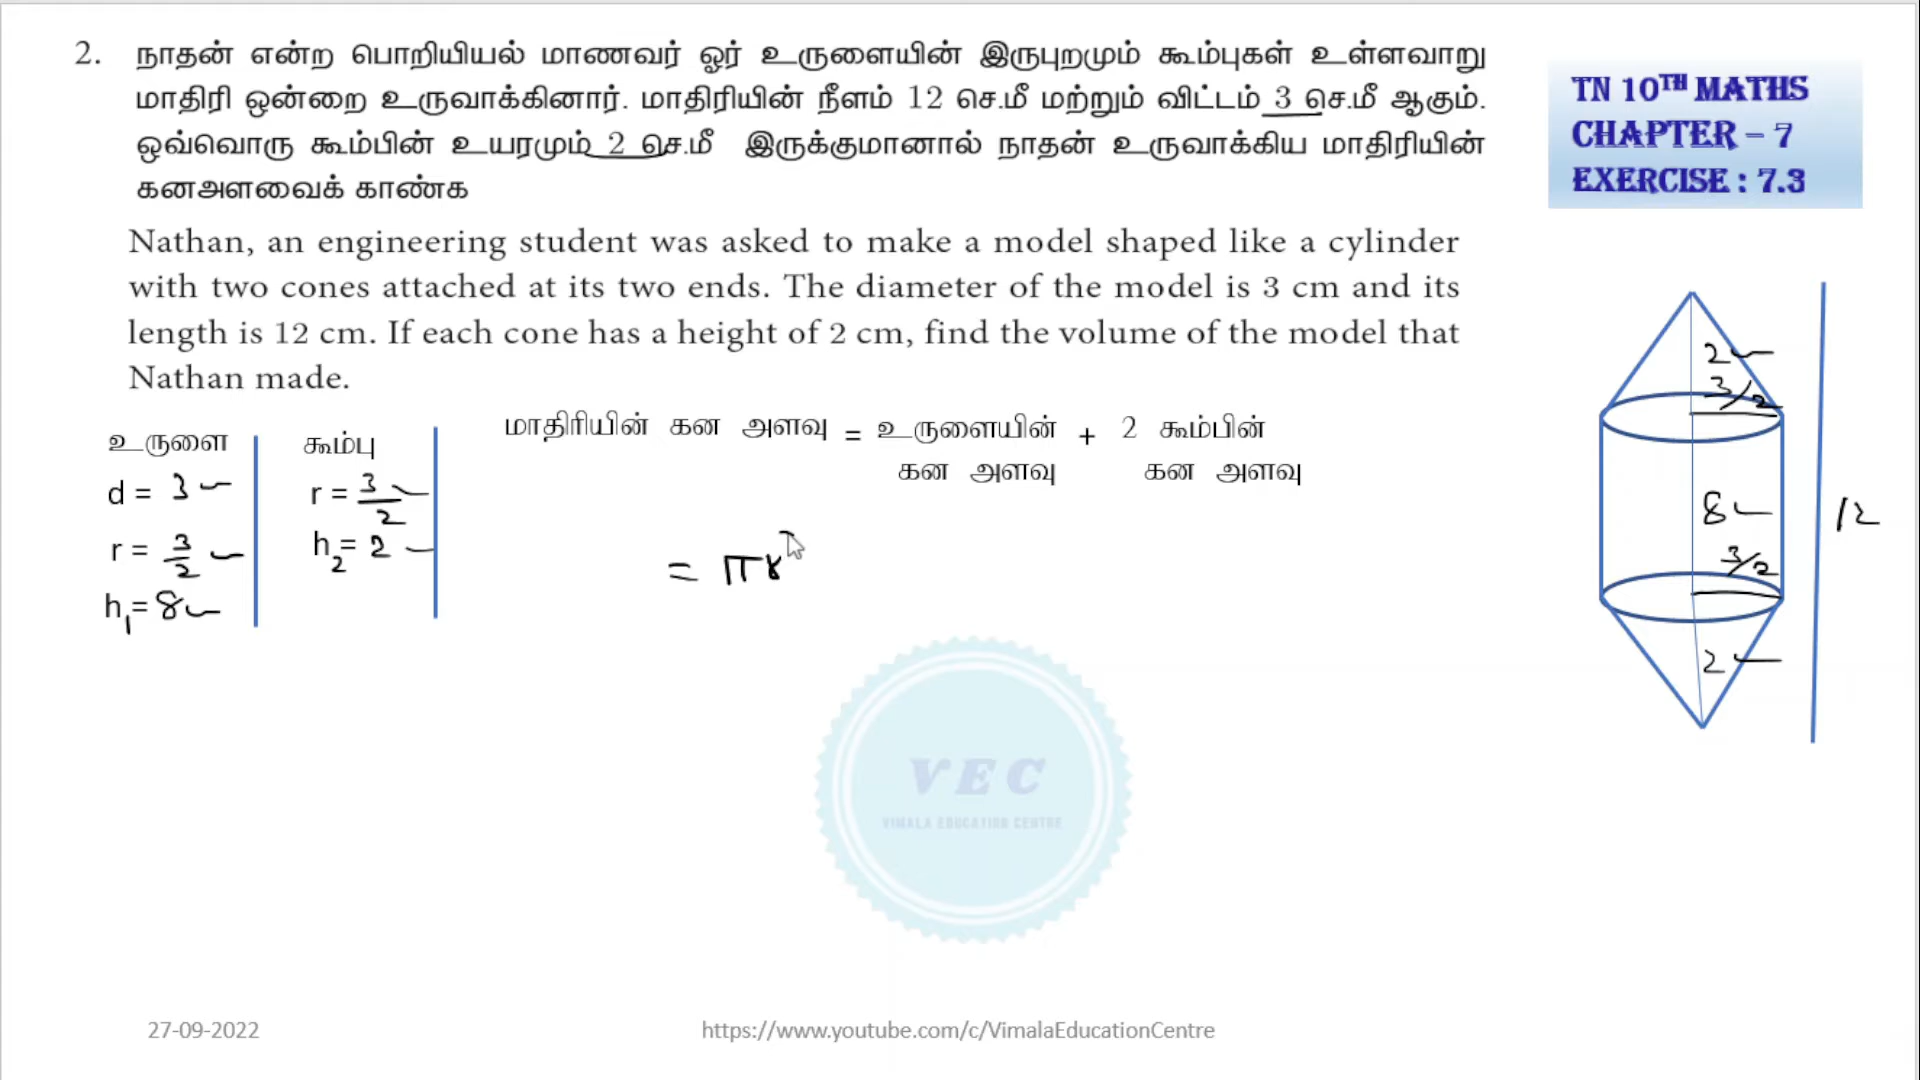 2. நாதன் என்ற பொறியியல் மாணவர் ஓர் உருளையின் இருபுறமும் கூம்புகள் உள்ளவாறு
மாதிரி ஒன்றை உருவாக்கினார். மாதிரியின் நீளம் 12 செ.மீ மற்றும் விட்டம் 3 செ.மீ ஆகும்.
ஒவ்வொரு கூம்பின் உயரமும் 2 செ.மீ இருக்குமானால் நாதன் உருவாக்கிய மாதிரியின்
கனஅளவைக் காண்க
Nathan, an engineering student was asked to make a model shaped like a cylinder
with two cones attached at its two ends. The diameter of the model is 3 cm and its
length is 12 cm. If each cone has a height of 2 cm, find the volume of the model that
Nathan made.
TN 10TH MATHS
CHAPTER – 7
EXERCISE : 7.3
உருளை
d = 3
r = 3/2
h1 = 8
கூம்பு
r = 3/2
h2 = 2
மாதிரியின் கன அளவு = உருளையின் + 2 கூம்பின்
கன அளவு கன அளவு
= πr²
2
3/2
8
12
3/2
2
VEC
VIMALA EDUCATION CENTRE
27-09-2022
https://www.youtube.com/c/VimalaEducationCentre